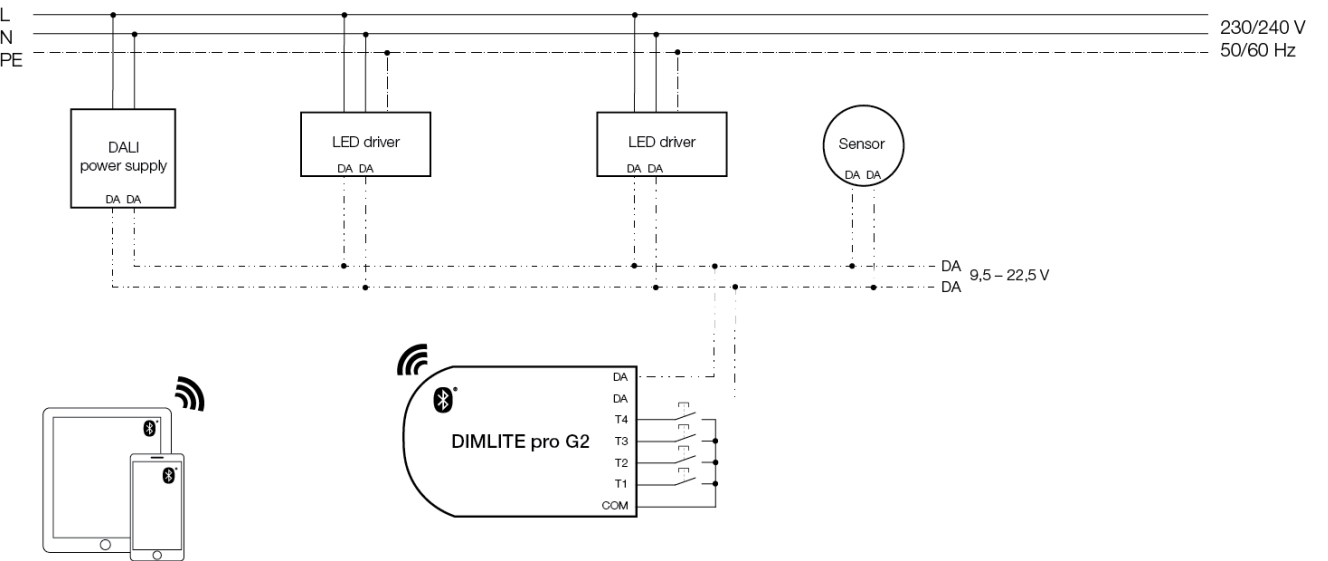 L
N
PE
230/240 V
50/60 Hz
DALI
power supply
DA DA
LED driver
DA DA
LED driver
DA DA
Sensor
DA DA
DA
DA
9,5 – 22,5 V
DIMLITE pro G2
DA
DA
T4
T3
T2
T1
COM